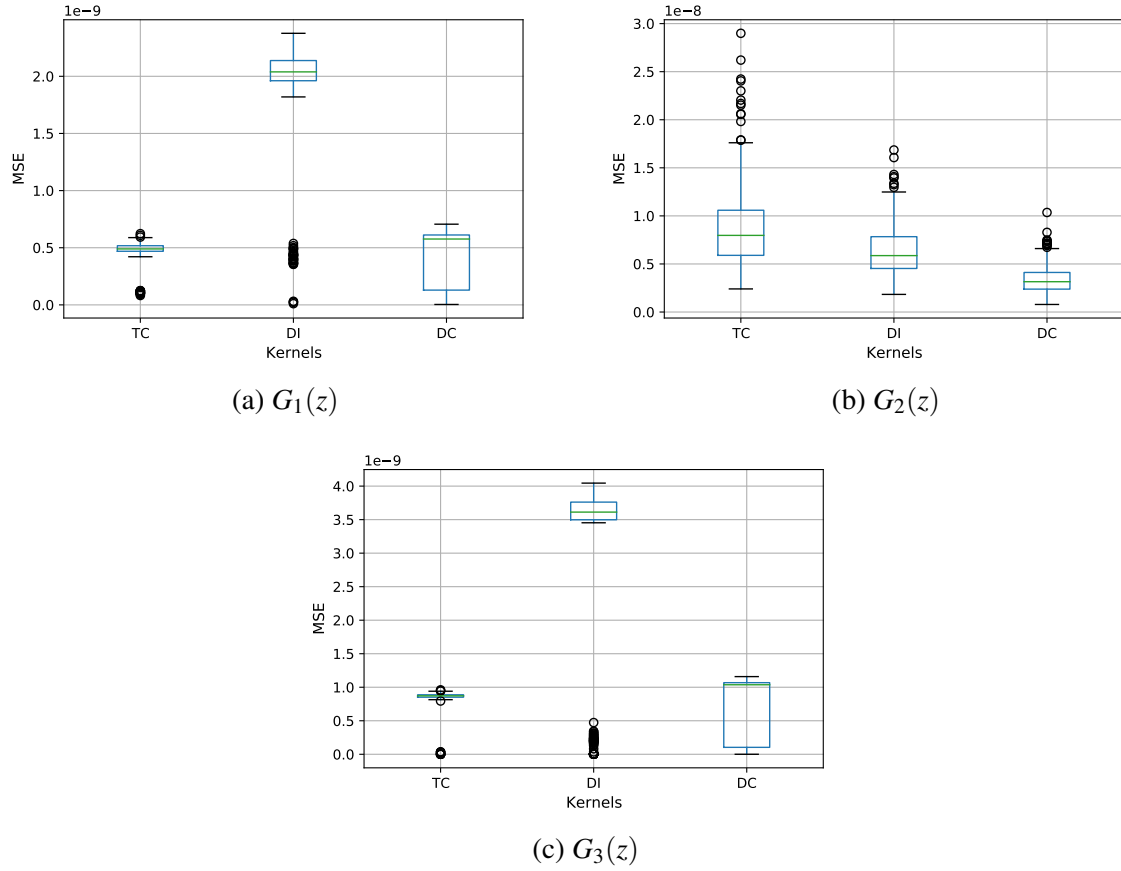 1e−9
2.0
1.5
1.0
0.5
0.0
MSE
TC
DI
DC
Kernels
(a) G₁(z)
1e−8
3.0
2.5
2.0
1.5
1.0
0.5
0.0
MSE
TC
DI
DC
Kernels
(b) G₂(z)
1e−9
4.0
3.5
3.0
2.5
2.0
1.5
1.0
0.5
0.0
MSE
TC
DI
DC
Kernels
(c) G₃(z)